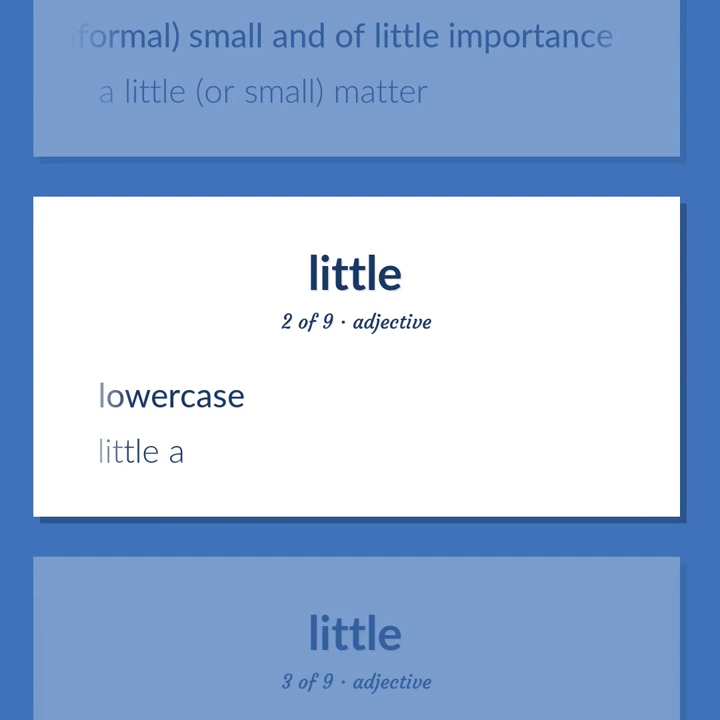 formal) small and of little importance
a little (or small) matter
little
2 of 9 · adjective
lowercase
little a
little
3 of 9 · adjective